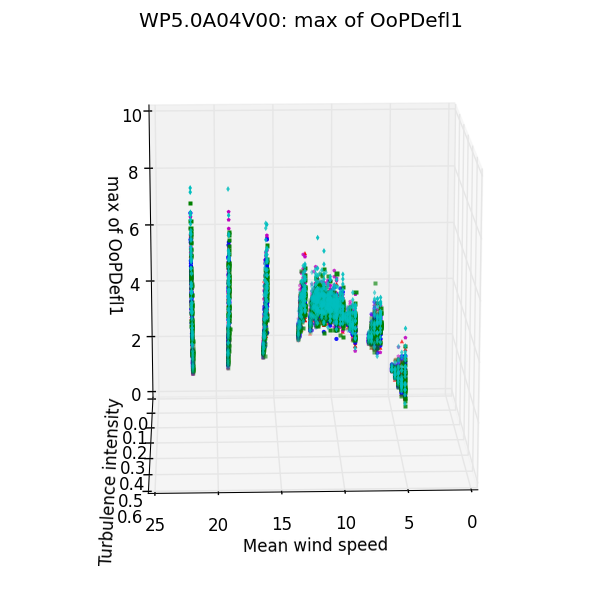 WP5.0A04V00: max of OoPDefl1
10
8
6
4
2
0
max of OoPDefl1
0.0
0.1
0.2
0.3
0.4
0.5
0.6
Turbulence intensity
25 20 15 10 5 0
Mean wind speed